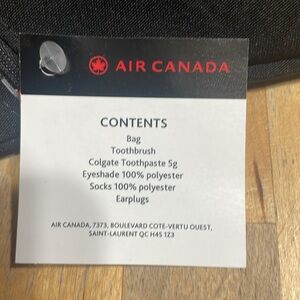 AIR CANADA
CONTENTS
Bag
Toothbrush
Colgate Toothpaste 5g
Eyeshade 100% polyester
Socks 100% polyester
Earplugs
AIR CANADA, 7373, BOULEVARD COTE-VERTU OUEST,
SAINT-LAURENT QC H4S 1Z3